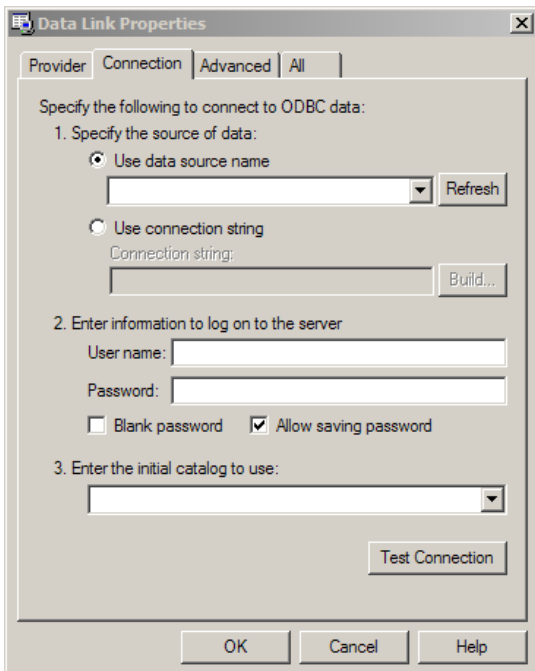 Data Link Properties
Provider Connection Advanced All
Specify the following to connect to ODBC data:
1. Specify the source of data:
Use data source name
Refresh
Use connection string
Connection string:
Build...
2. Enter information to log on to the server
User name:
Password:
Blank password Allow saving password
3. Enter the initial catalog to use:
Test Connection
OK Cancel Help